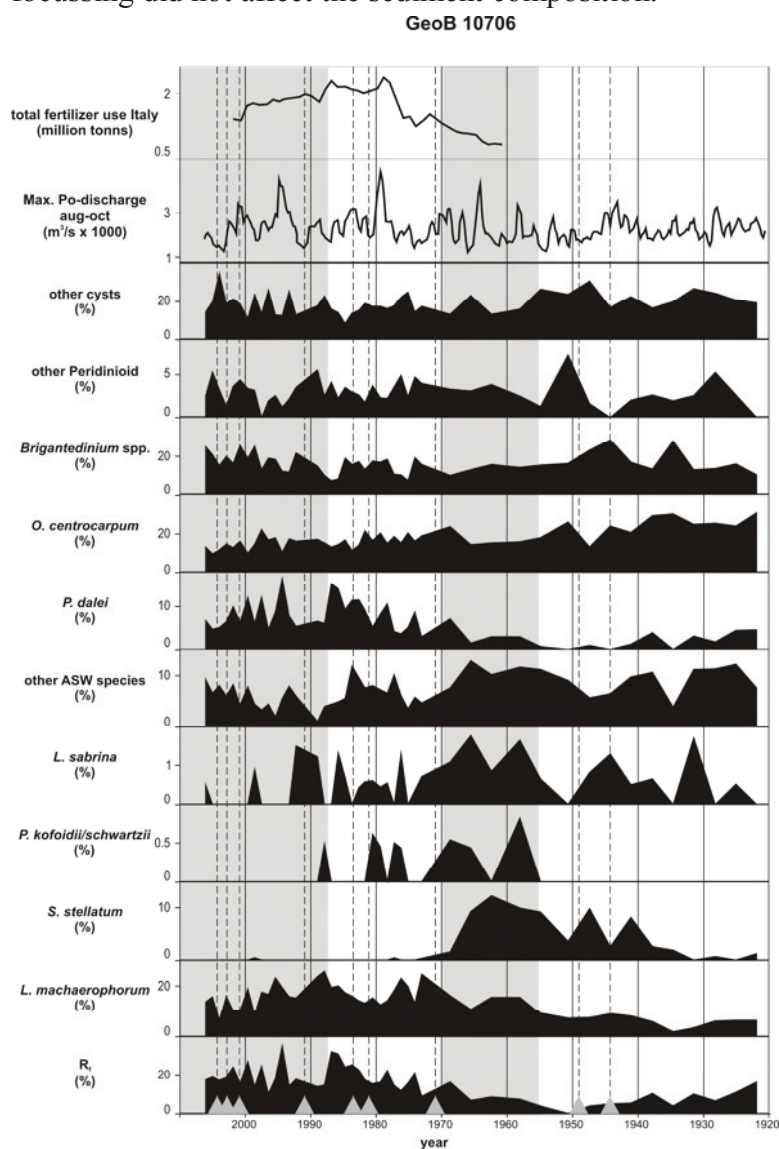 focussing did not affect the sediment composition.
GeoB 10706
total fertilizer use Italy
(million tonns)
2
0.5
Max. Po-discharge
aug-oct
(m³/s x 1000)
3
1
other cysts
(%)
20
0
other Peridinioid
(%)
5
0
Brigantedinium spp.
(%)
20
0
O. centrocarpum
(%)
20
0
P. dalei
(%)
10
0
other ASW species
(%)
10
0
L. sabrina
(%)
1
0
P. kofoidii/schwartzii
(%)
0.5
0
S. stellatum
(%)
10
0
L. machaerophorum
(%)
20
0
Rᵣ
(%)
20
0
2000 1990 1980 1970 1960 1950 1940 1930 1920
year